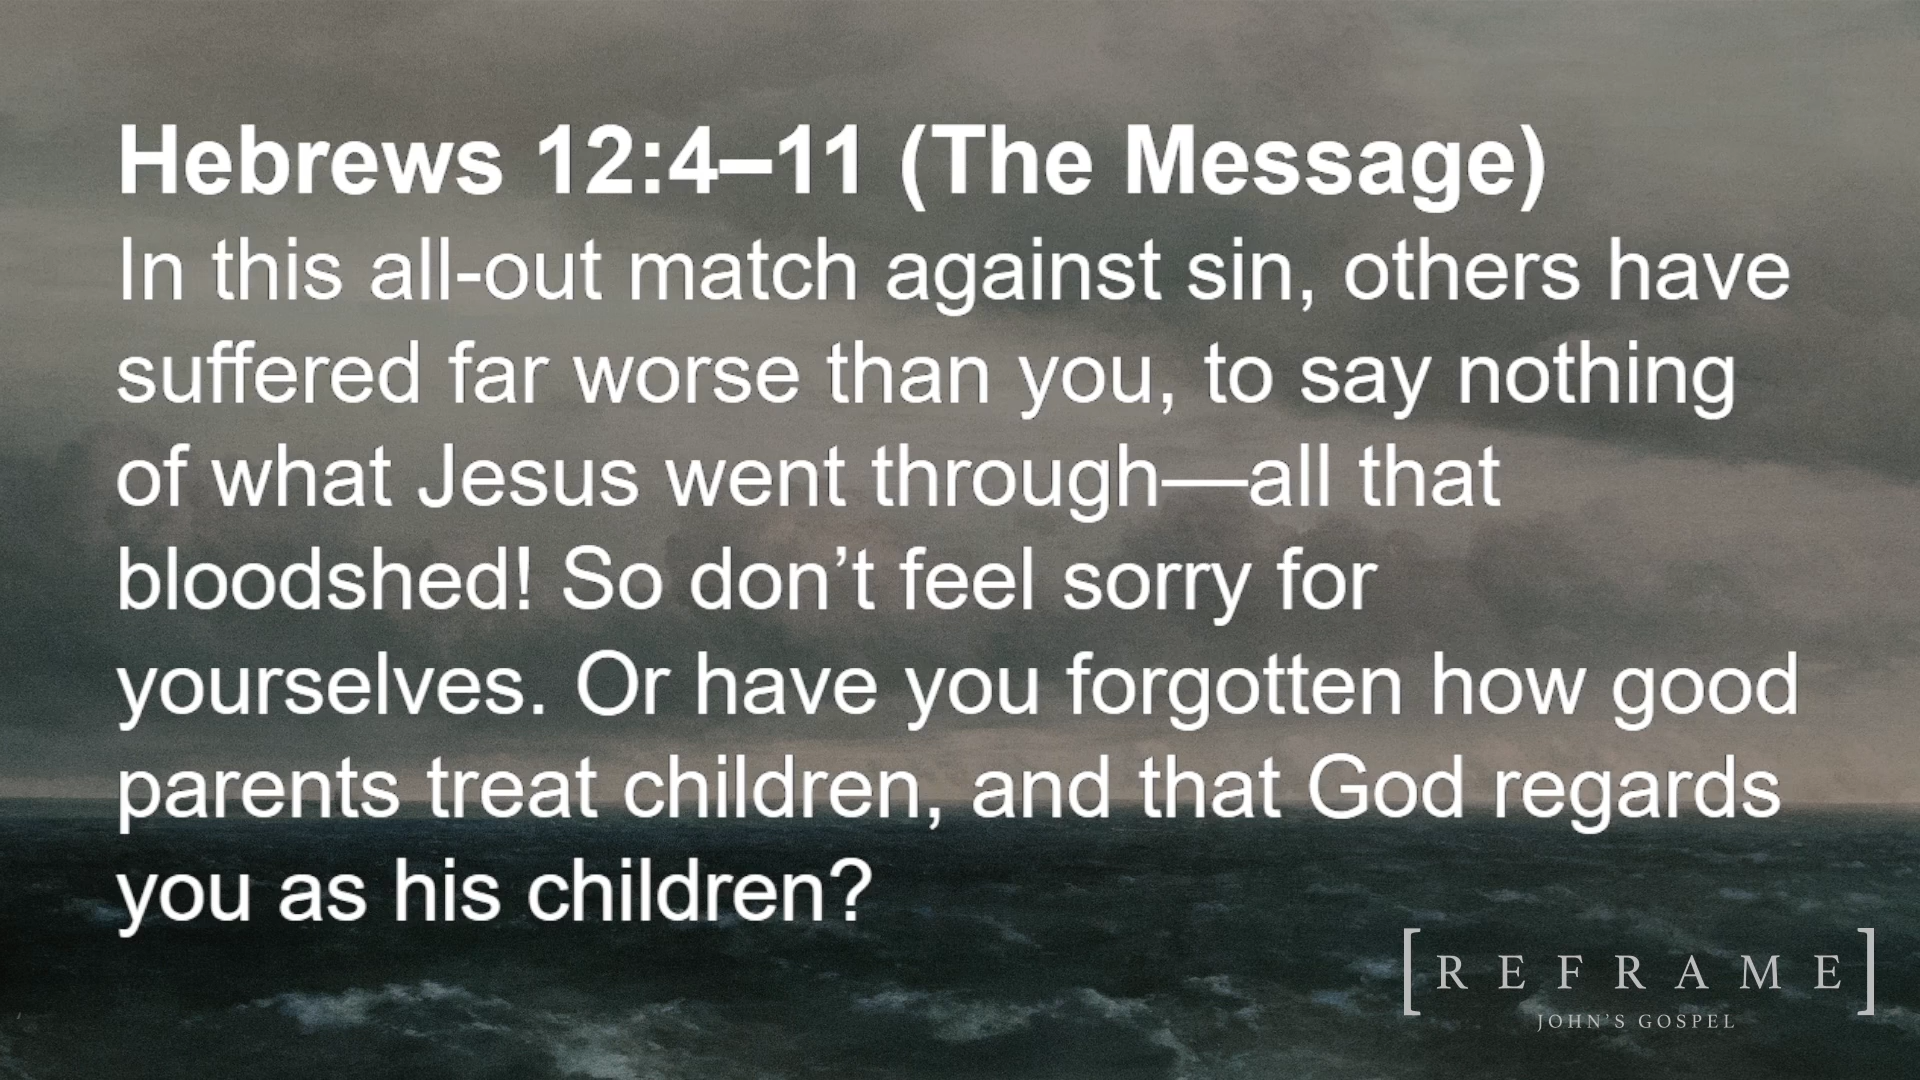 Hebrews 12:4–11 (The Message)
In this all-out match against sin, others have
suffered far worse than you, to say nothing
of what Jesus went through—all that
bloodshed! So don’t feel sorry for
yourselves. Or have you forgotten how good
parents treat children, and that God regards
you as his children?
[REFRAME]
JOHN’S GOSPEL